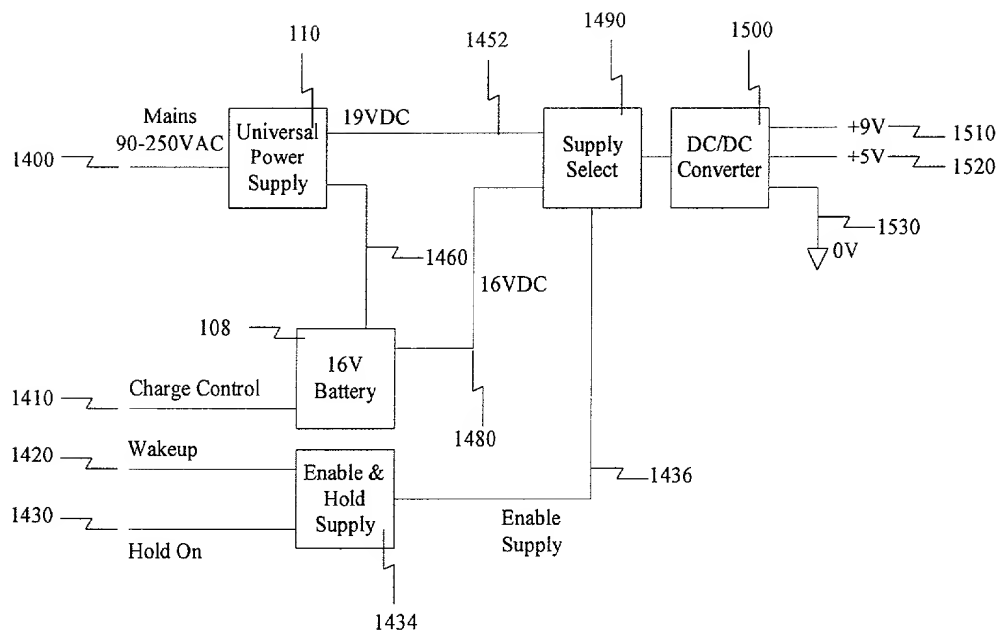 110
1452
1490
1500
Mains
90-250VAC
1400
Universal
Power
Supply
19VDC
Supply
Select
DC/DC
Converter
+9V
1510
+5V
1520
1530
0V
1460
16VDC
108
16V
Battery
1410
Charge Control
1480
1420
Wakeup
Enable &
Hold
Supply
1436
1430
Hold On
Enable
Supply
1434